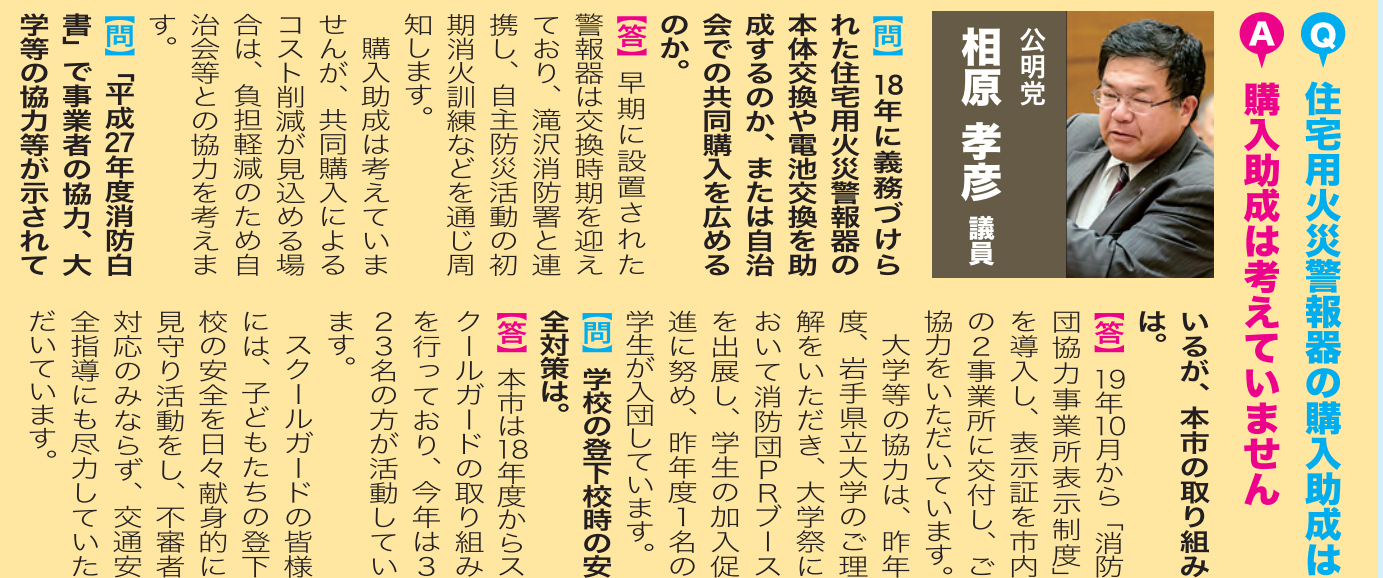 Q 住宅用火災警報器の購入助成は
A 購入助成は考えていません
公明党
相原 孝彦 議員
【問】 18年に義務づけら
れた住宅用火災警報器の
本体交換や電池交換を助
成するのか、または自治
会での共同購入を広める
のか。
【答】 早期に設置された
警報器は交換時期を迎え
ており、滝沢消防署と連
携し、自主防災活動の初
期消火訓練などを通じ周
知します。
購入助成は考えていま
せんが、共同購入による
コスト削減が見込める場
合は、負担軽減のため自
治会等との協力を考えま
す。
【問】 「平成27年度消防白
書」で事業者の協力、大
学等の協力等が示されて
いるが、本市の取り組み
は。
【答】 19年10月から「消防
団協力事業所表示制度」
を導入し、表示証を市内
の2事業所に交付し、ご
協力をいただいています。
大学等の協力は、昨年
度、岩手県立大学のご理
解をいただき、大学祭に
おいて消防団PRブース
を出展し、学生の加入促
進に努め、昨年度1名の
学生が入団しています。
【問】 学校の登下校時の安
全対策は。
【答】 本市は18年度からス
クールガードの取り組み
を行っており、今年は3
23名の方が活動してい
ます。
スクールガードの皆様
には、子どもたちの登下
校の安全を日々献身的に
見守り活動をし、不審者
対応のみならず、交通安
全指導にも尽力していた
だいています。